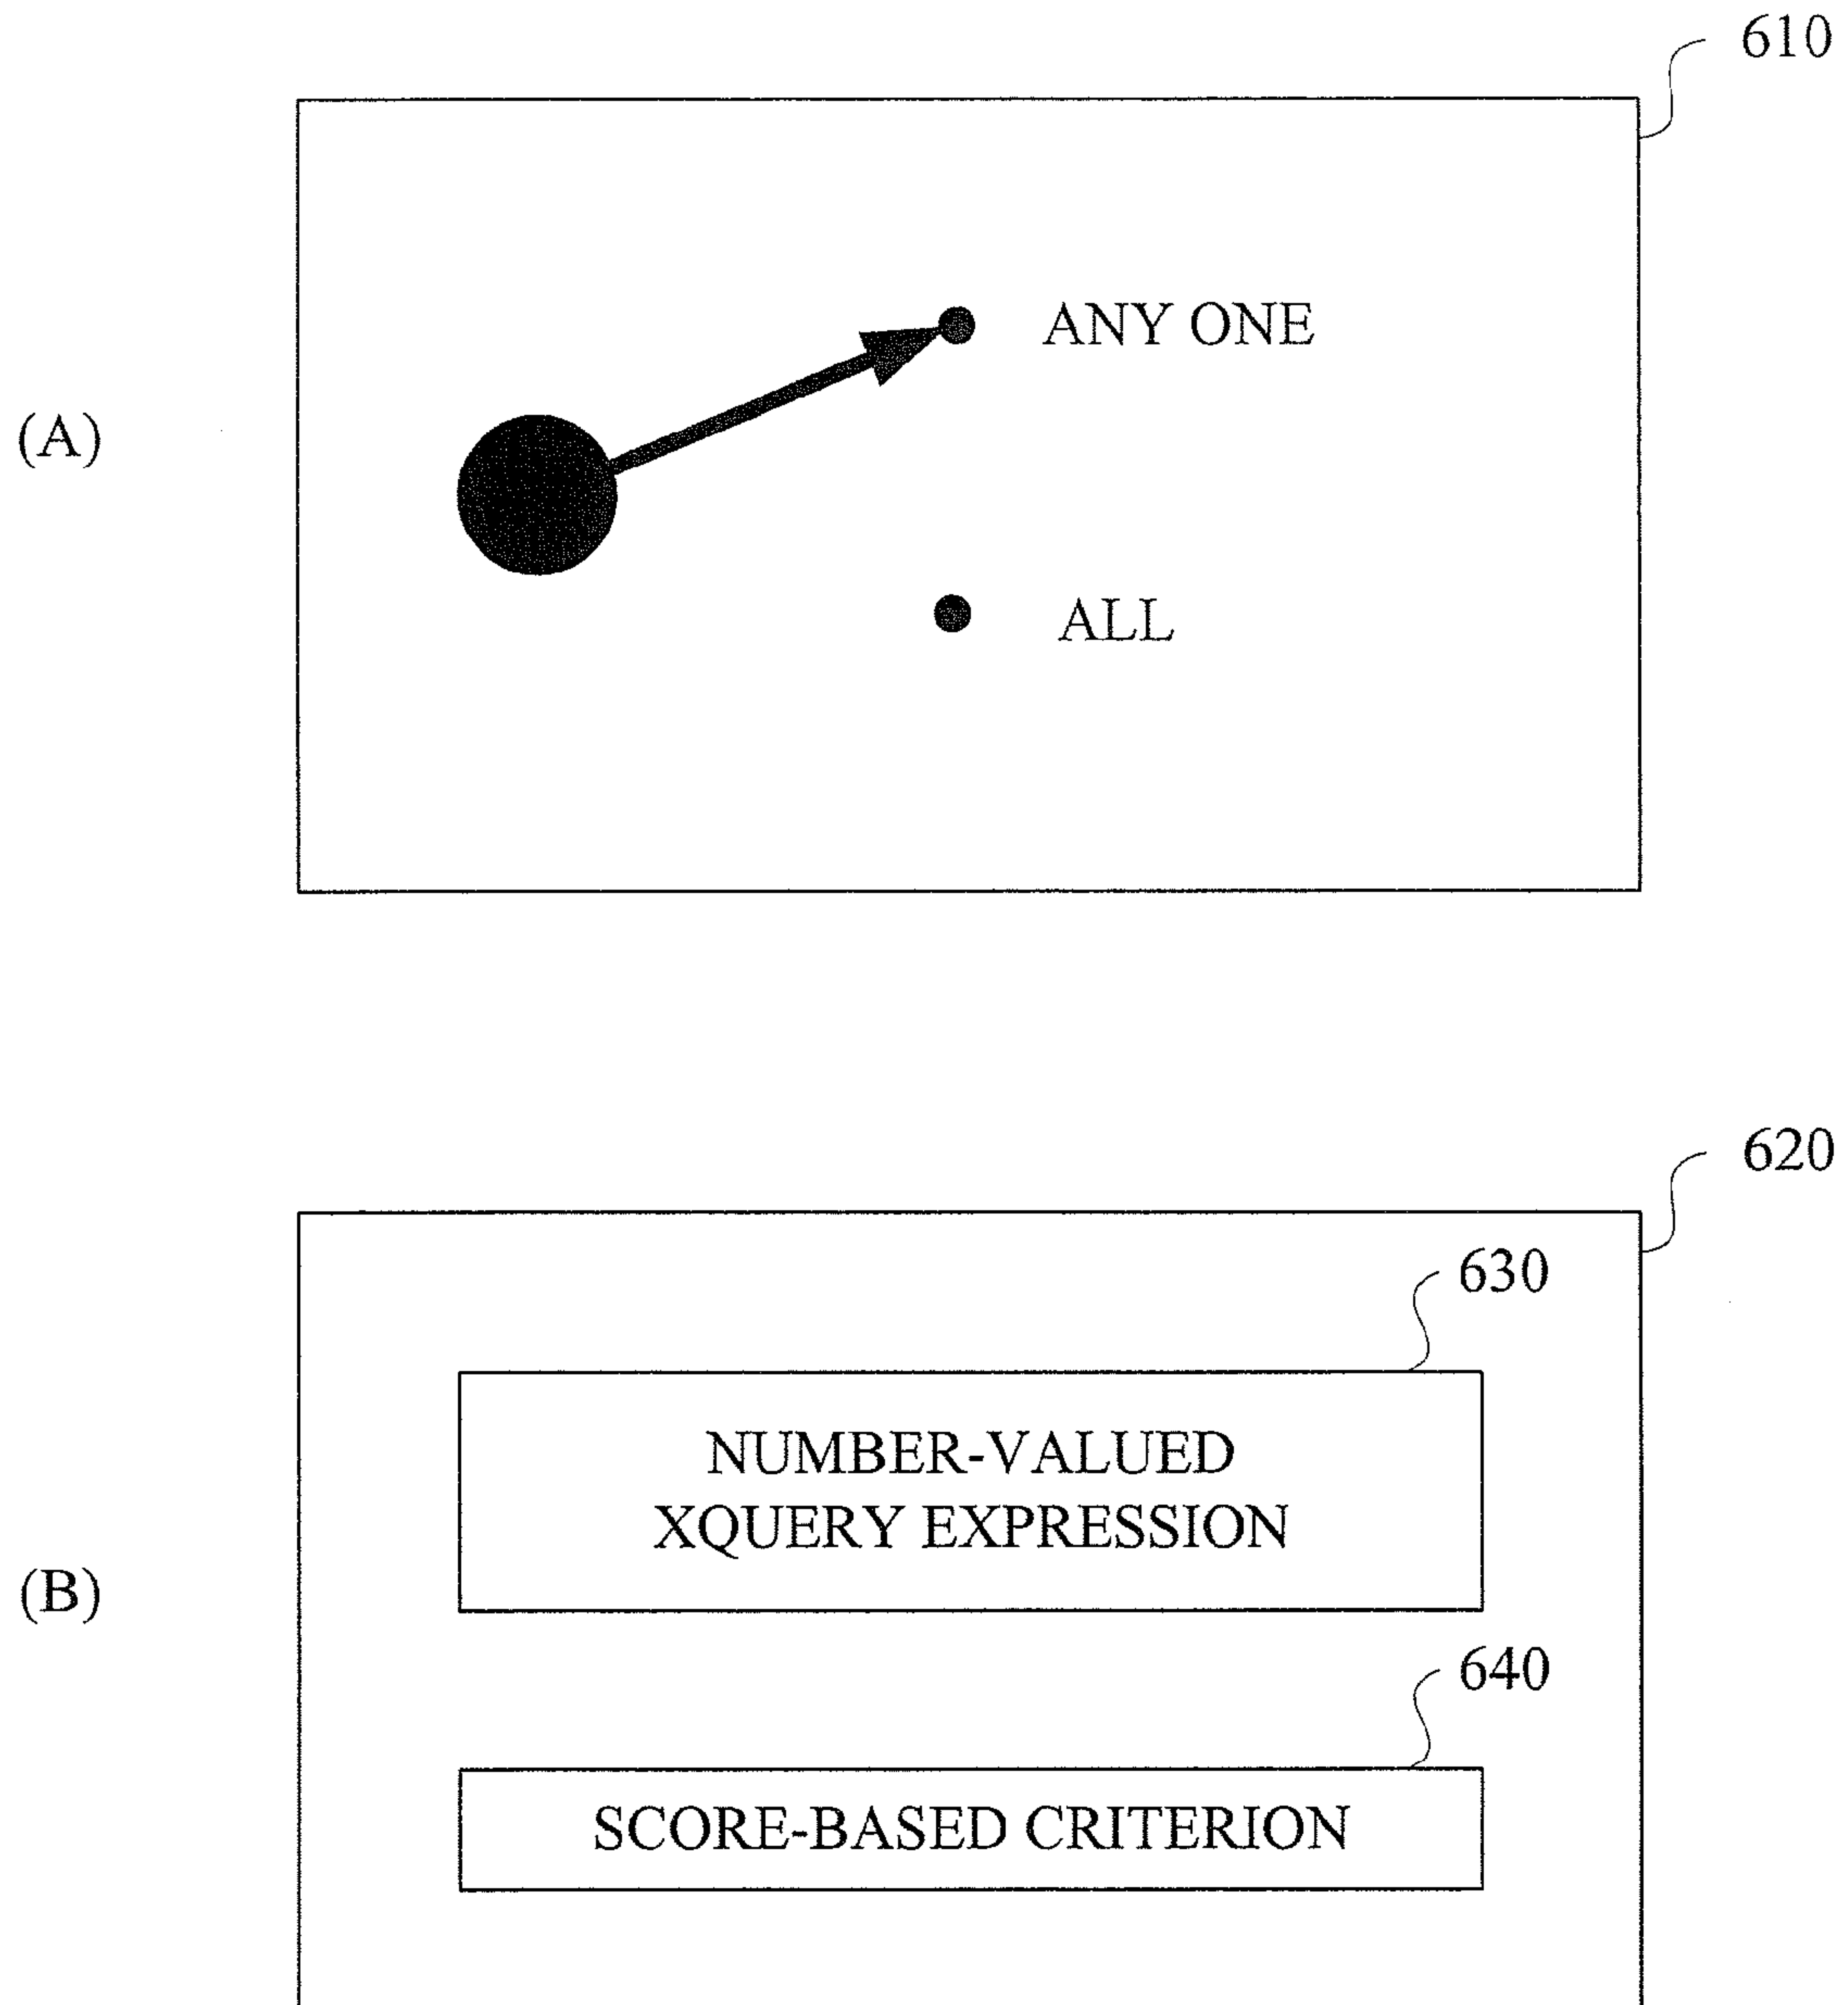 610
ANY ONE
(A)
ALL
620
630
NUMBER-VALUED
XQUERY EXPRESSION
(B)
640
SCORE-BASED CRITERION